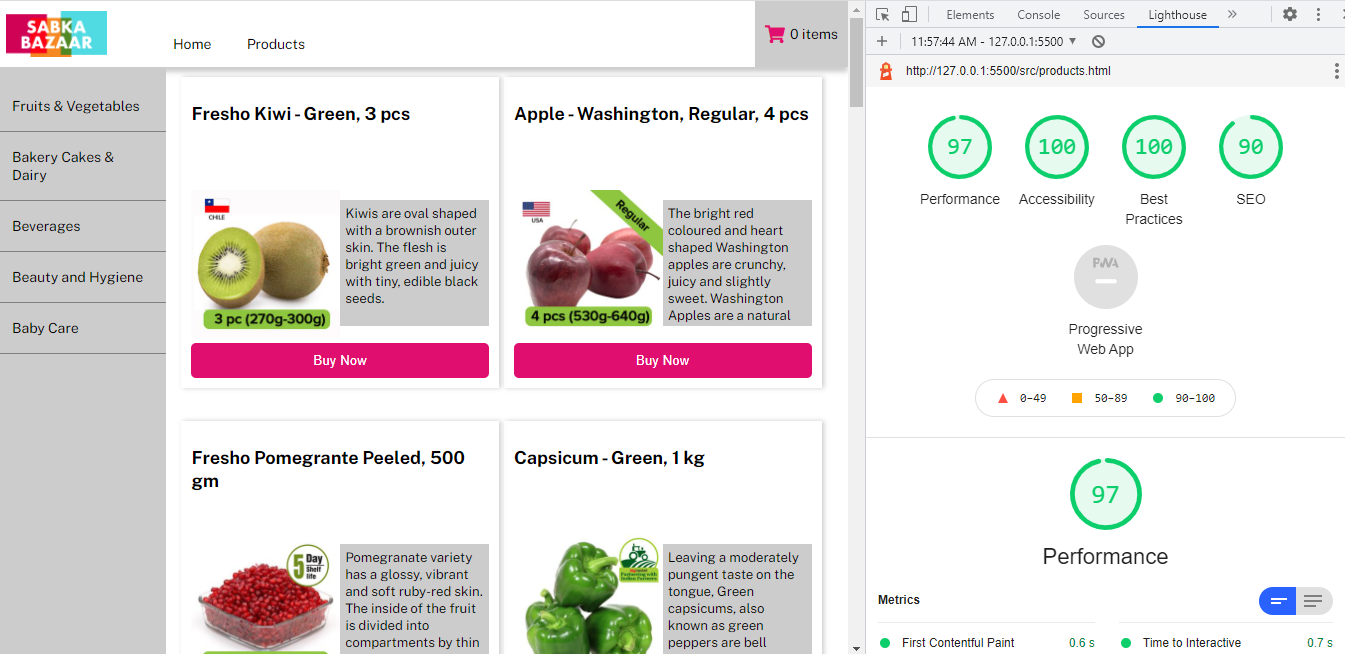 SABKA
BAZAAR
Home
Products
0 items
Fruits & Vegetables
Bakery Cakes &
Dairy
Beverages
Beauty and Hygiene
Baby Care
Fresho Kiwi - Green, 3 pcs
CHILE
3 pc (270g-300g)
Kiwis are oval shaped
with a brownish outer
skin. The flesh is
bright green and juicy
with tiny, edible black
seeds.
Buy Now
Apple - Washington, Regular, 4 pcs
USA
Regular
4 pcs (530g-640g)
The bright red
coloured and heart
shaped Washington
apples are crunchy,
juicy and slightly
sweet. Washington
Apples are a natural
Buy Now
Fresho Pomegrante Peeled, 500
gm
5 Day
Shelf
life
Pomegranate variety
has a glossy, vibrant
and soft ruby-red skin.
The inside of the fruit
is divided into
compartments by thin
Capsicum - Green, 1 kg
Partnering with
Indian Farmers
Leaving a moderately
pungent taste on the
tongue, Green
capsicums, also
known as green
peppers are bell
Elements
Console
Sources
Lighthouse
»
+
11:57:44 AM - 127.0.0.1:5500
http://127.0.0.1:5500/src/products.html
97
Performance
100
Accessibility
100
Best
Practices
90
SEO
PWA
Progressive
Web App
0–49
50–89
90–100
97
Performance
Metrics
First Contentful Paint
0.6 s
Time to Interactive
0.7 s